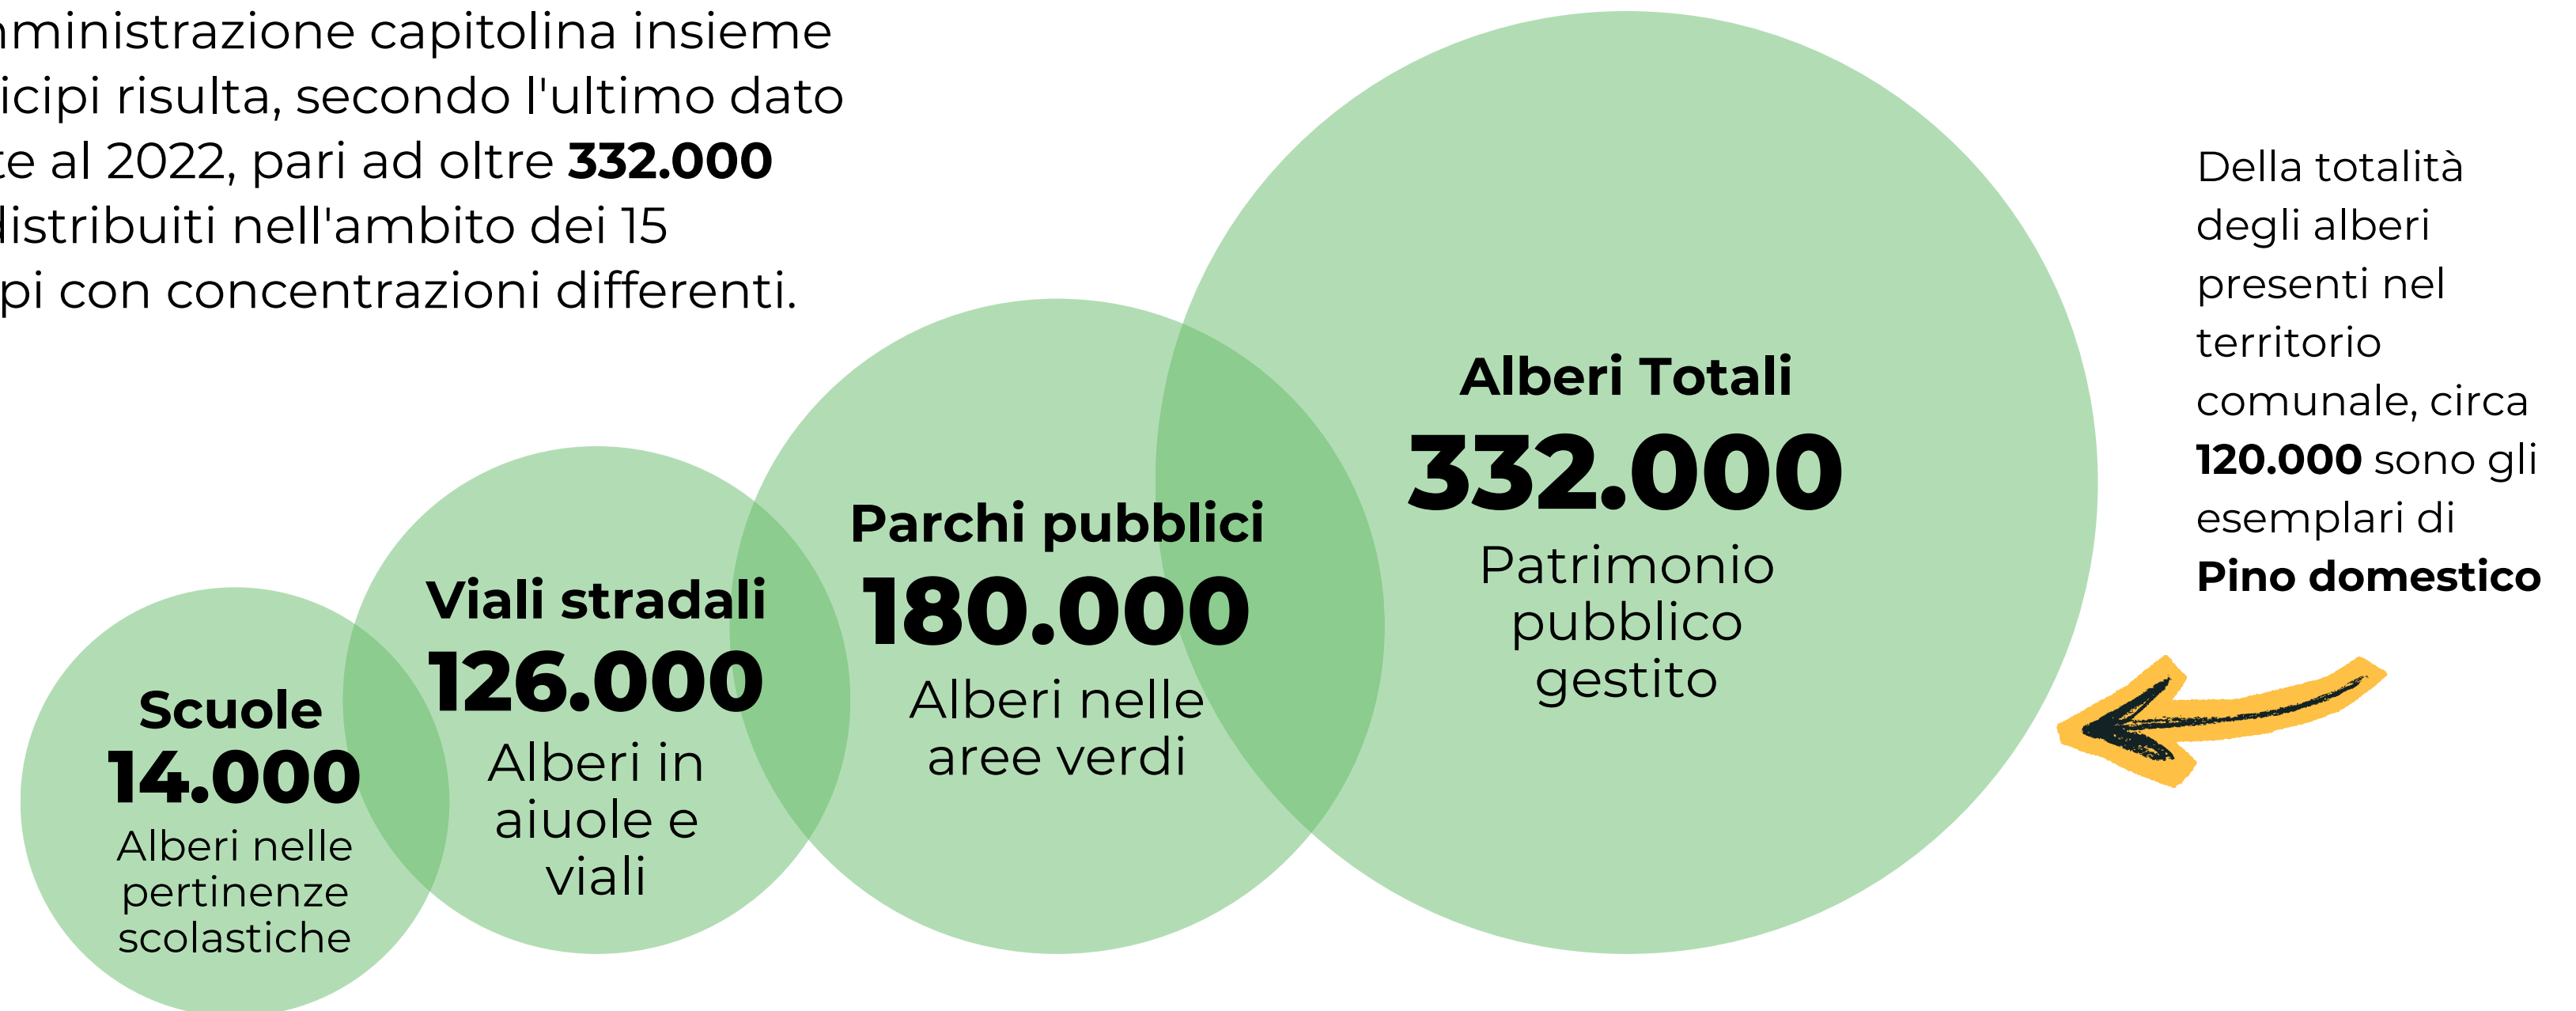 mministrazione capitolina insieme
icipi risulta, secondo l'ultimo dato
te al 2022, pari ad oltre 332.000
distribuiti nell'ambito dei 15
pi con concentrazioni differenti.
Scuole
14.000
Alberi nelle
pertinenze
scolastiche
Viali stradali
126.000
Alberi in
aiuole e
viali
Parchi pubblici
180.000
Alberi nelle
aree verdi
Alberi Totali
332.000
Patrimonio
pubblico
gestito
Della totalità
degli alberi
presenti nel
territorio
comunale, circa
120.000 sono gli
esemplari di
Pino domestico